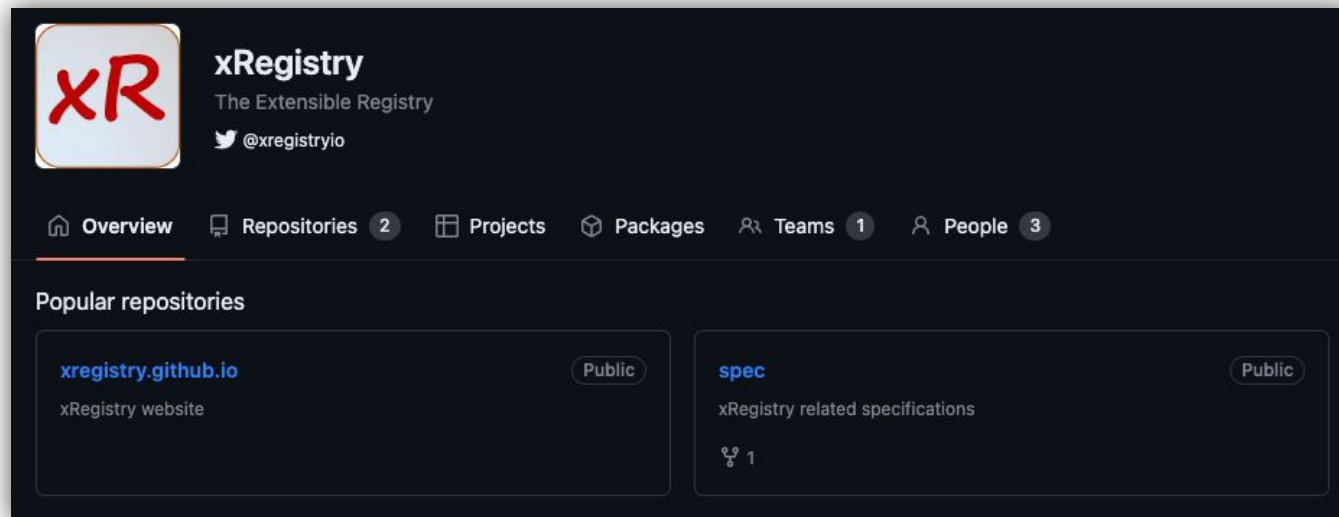 xR
xRegistry
The Extensible Registry
@xregistryio
Overview Repositories 2 Projects Packages Teams 1 People 3
Popular repositories
xregistry.github.io Public
xRegistry website
spec Public
xRegistry related specifications
1